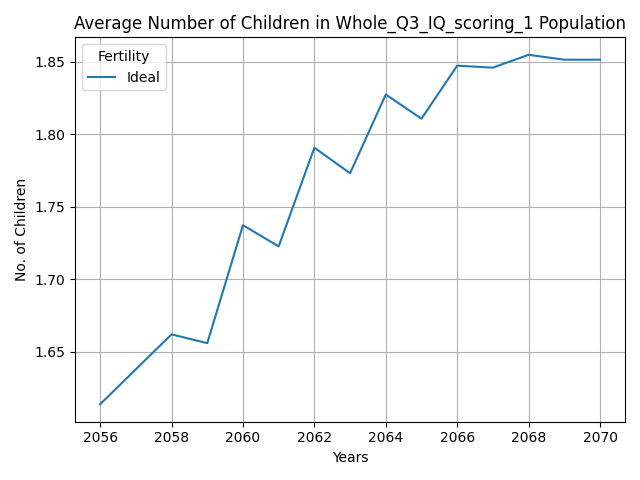 Average Number of Children in Whole_Q3_IQ_scoring_1 Population
Fertility
Ideal
No. of Children
1.85
1.80
1.75
1.70
1.65
2056 2058 2060 2062 2064 2066 2068 2070
Years